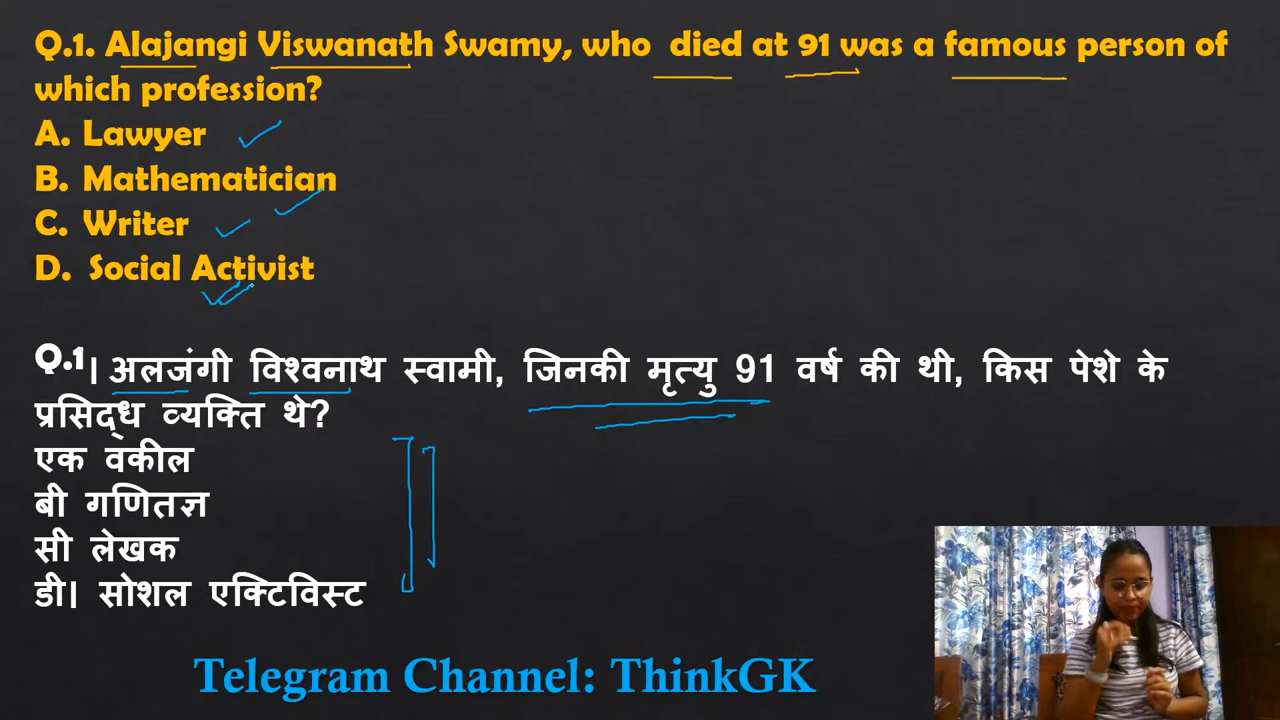 Q.1. Alajangi Viswanath Swamy, who died at 91 was a famous person of
which profession?
A. Lawyer
B. Mathematician
C. Writer
D. Social Activist
Q.1। अलजंगी विश्वनाथ स्वामी, जिनकी मृत्यु 91 वर्ष की थी, किस पेशे के
प्रसिद्ध व्यक्ति थे?
एक वकील
बी गणितज्ञ
सी लेखक
डी। सोशल एक्टिविस्ट
Telegram Channel: ThinkGK